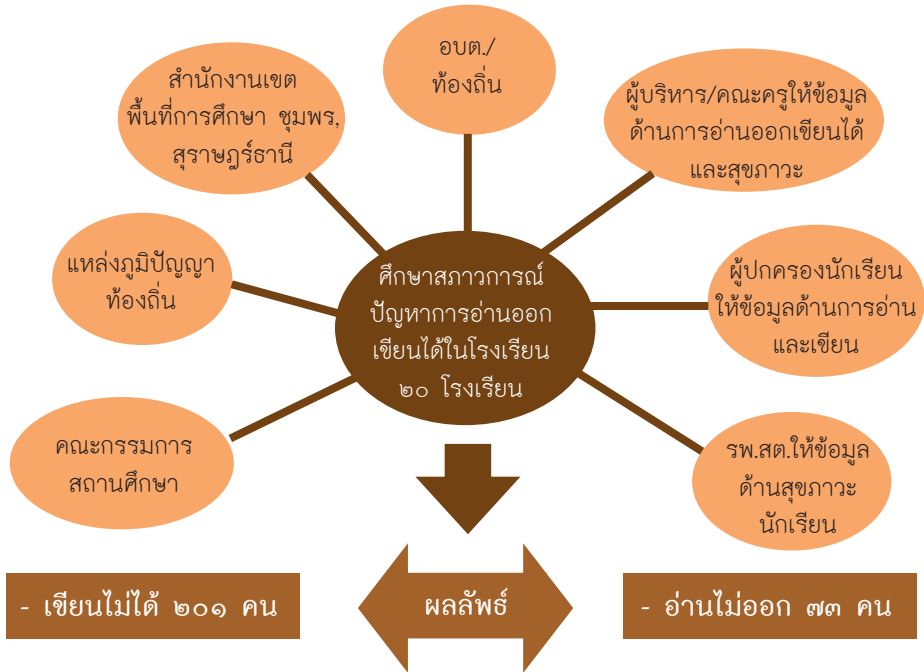 อบต./
ท้องถิ่น
สำนักงานเขต
พื้นที่การศึกษา ชุมพร,
สุราษฎร์ธานี
ผู้บริหาร/คณะครูให้ข้อมูล
ด้านการอ่านออกเขียนได้
และสุขภาวะ
แหล่งภูมิปัญญา
ท้องถิ่น
ศึกษาสภาวการณ์
ปัญหาการอ่านออก
เขียนได้ในโรงเรียน
๒๐ โรงเรียน
ผู้ปกครองนักเรียน
ให้ข้อมูลด้านการอ่าน
และเขียน
คณะกรรมการ
สถานศึกษา
รพ.สต.ให้ข้อมูล
ด้านสุขภาวะ
นักเรียน
- เขียนไม่ได้ ๒๐๑ คน
ผลลัพธ์
- อ่านไม่ออก ๗๓ คน